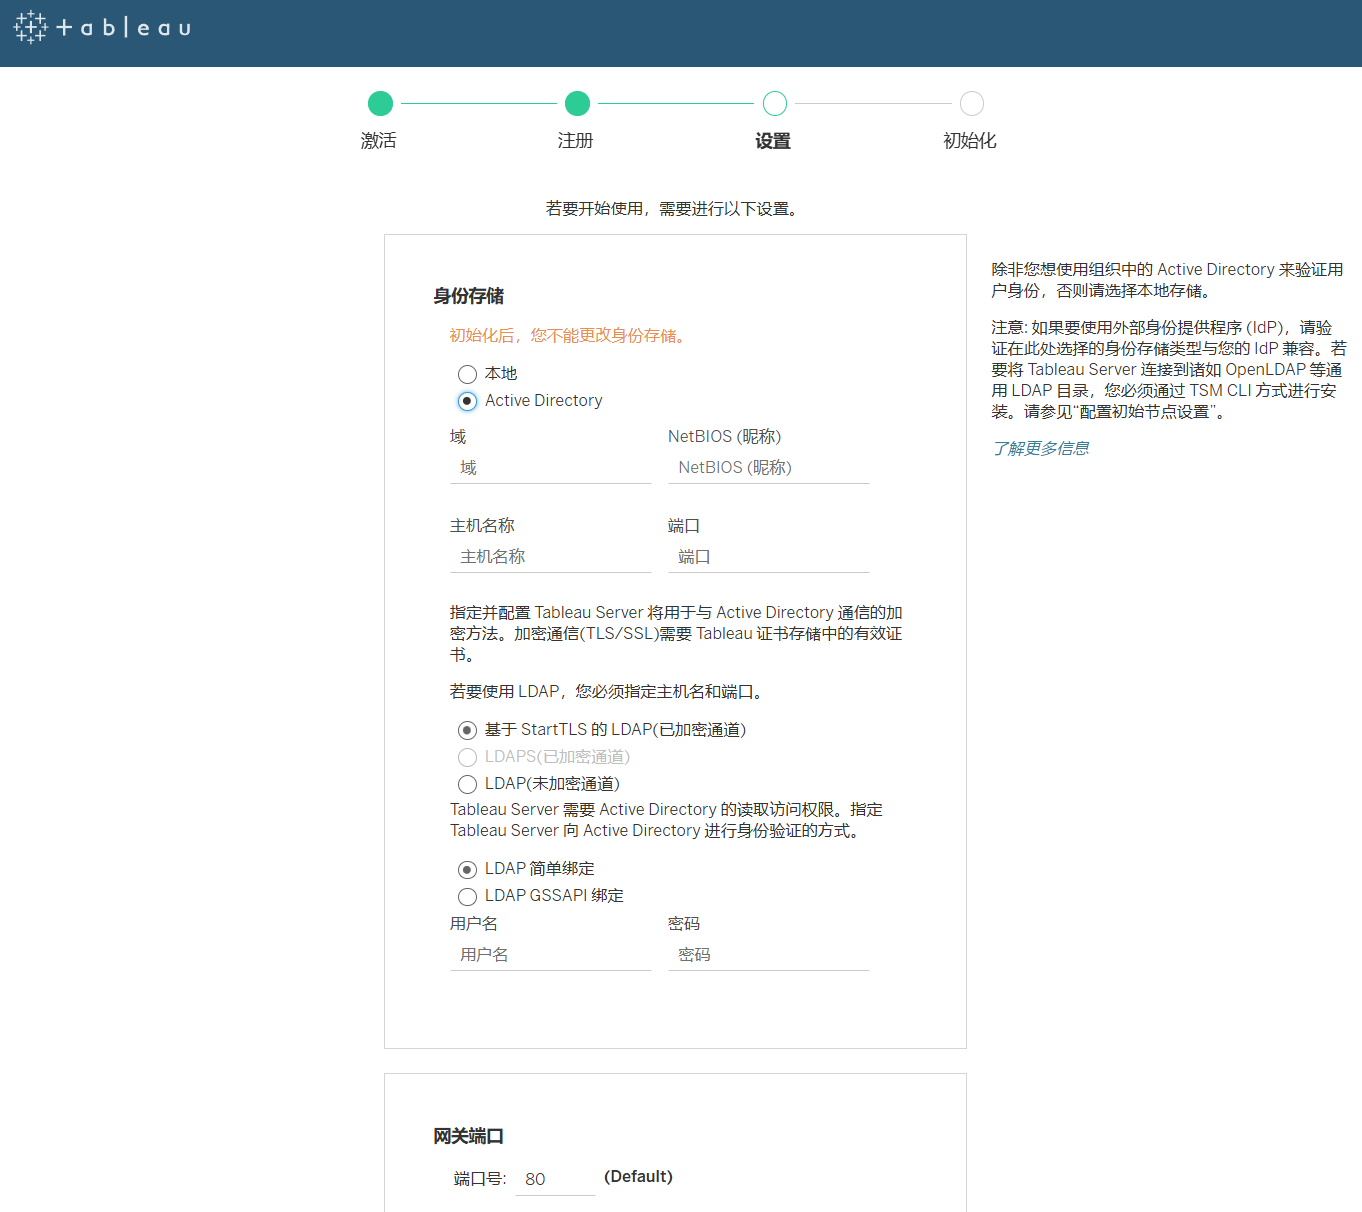 tableau
激活
注册
设置
初始化
若要开始使用，需要进行以下设置。
身份存储
初始化后，您不能更改身份存储。
本地
Active Directory
域
NetBIOS (昵称)
域
NetBIOS (昵称)
主机名称
端口
主机名称
端口
指定并配置 Tableau Server 将用于与 Active Directory 通信的加
密方法。加密通信(TLS/SSL)需要 Tableau 证书存储中的有效证
书。
若要使用 LDAP，您必须指定主机名和端口。
基于 StartTLS 的 LDAP(已加密通道)
LDAPS(已加密通道)
LDAP(未加密通道)
Tableau Server 需要 Active Directory 的读取访问权限。指定
Tableau Server 向 Active Directory 进行身份验证的方式。
LDAP 简单绑定
LDAP GSSAPI 绑定
用户名
密码
用户名
密码
除非您想使用组织中的 Active Directory 来验证用
户身份，否则请选择本地存储。
注意: 如果要使用外部身份提供程序 (IdP)，请验
证在此处选择的身份存储类型与您的 IdP 兼容。若
要将 Tableau Server 连接到诸如 OpenLDAP 等通
用 LDAP 目录，您必须通过 TSM CLI 方式进行安
装。请参见“配置初始节点设置”。
了解更多信息
网关端口
端口号: 80 (Default)